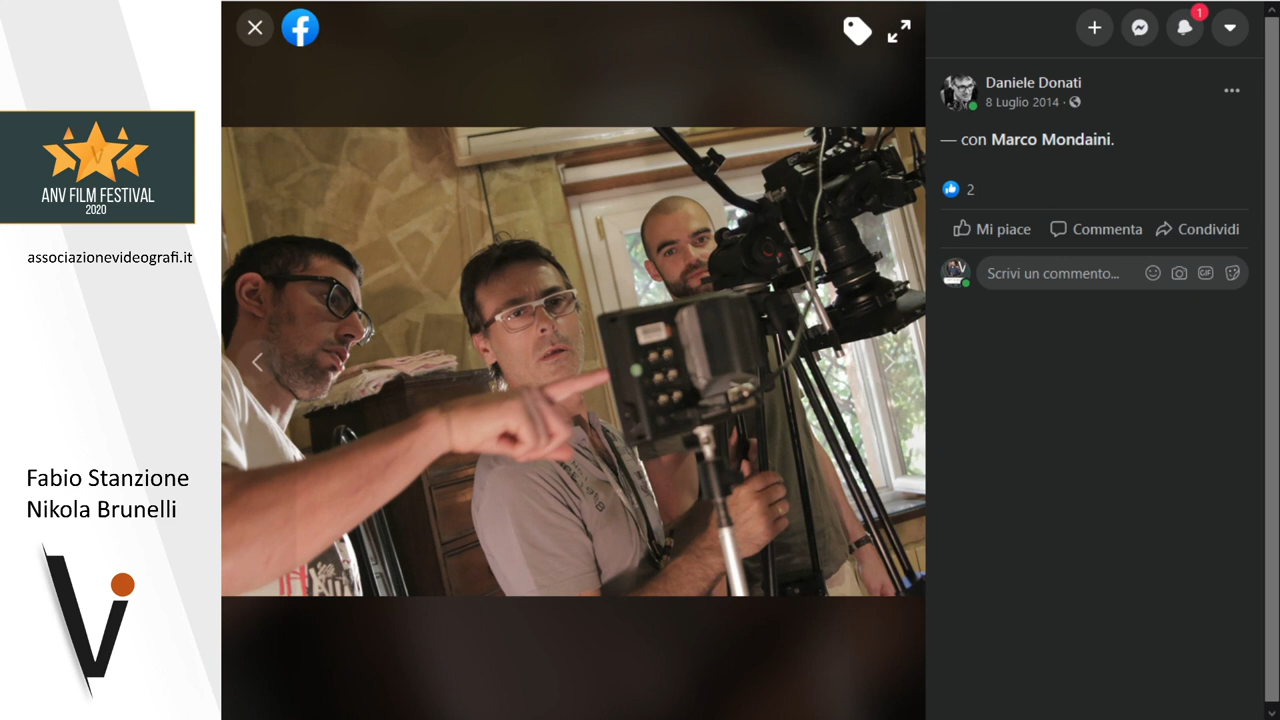 ANV FILM FESTIVAL
2020
associazionevideografi.it
Fabio Stanzione
Nikola Brunelli
1
Daniele Donati
8 Luglio 2014 ·
— con Marco Mondaini.
2
Mi piace
Commenta
Condividi
Scrivi un commento...
GIF